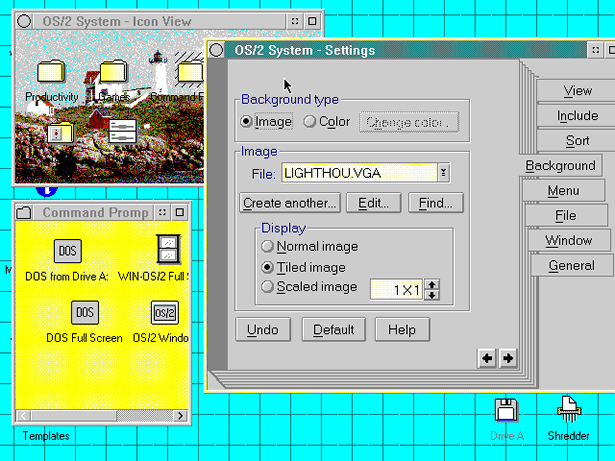 OS/2 System - Icon View
Productivity
Games
Command P
OS/2 System - Settings
Background type
Image
Color
Change color...
Image
File:
LIGHTHOU.VGA
Create another...
Edit...
Find...
Display
Normal image
Tiled image
Scaled image
1X1
Undo
Default
Help
View
Include
Sort
Background
Menu
File
Window
General
Command Promp
DOS
DOS from Drive A:
WIN-OS/2 Full S
DOS
DOS Full Screen
OS/2
OS/2 Windo
Templates
Drive A
Shredder